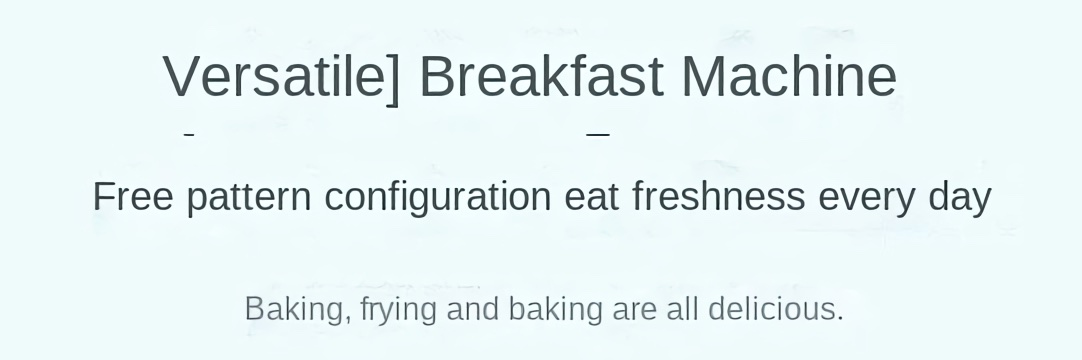 Versatile] Breakfast Machine
Free pattern configuration eat freshness every day
Baking, frying and baking are all delicious.